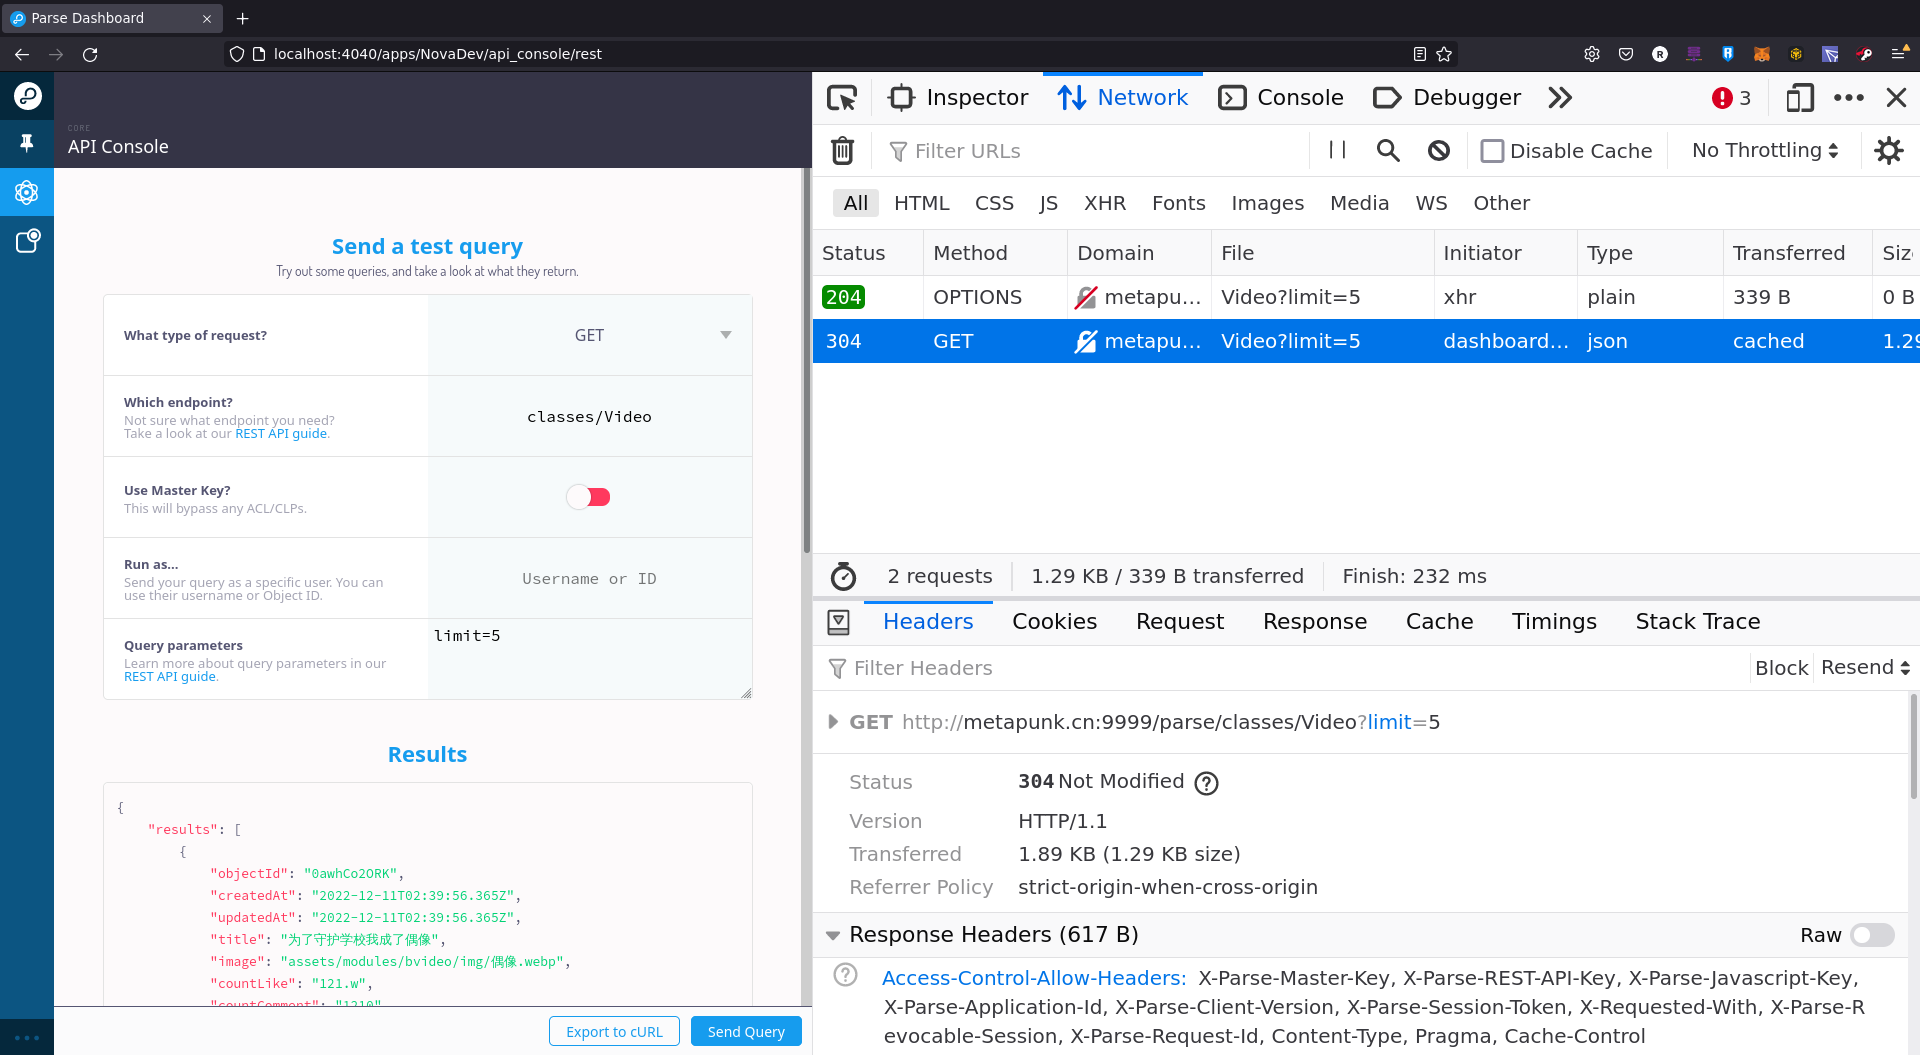 Parse Dashboard
localhost:4040/apps/NovaDev/api_console/rest
CORE
API Console
Send a test query
Try out some queries, and take a look at what they return.
What type of request?
GET
Which endpoint?
Not sure what endpoint you need?
Take a look at our REST API guide.
classes/Video
Use Master Key?
This will bypass any ACL/CLPs.
Run as...
Send your query as a specific user. You can
use their username or Object ID.
Username or ID
Query parameters
Learn more about query parameters in our
REST API guide.
limit=5
Results
{
"results": [
{
"objectId": "0awhCo2ORK",
"createdAt": "2022-12-11T02:39:56.365Z",
"updatedAt": "2022-12-11T02:39:56.365Z",
"title": "为了守护学校我成了偶像",
"image": "assets/modules/bvideo/img/偶像.webp",
"countLike": "121.w",
"countComment": "1210"
Export to cURL
Send Query
Inspector
Network
Console
Debugger
3
Filter URLs
Disable Cache
No Throttling
All HTML CSS JS XHR Fonts Images Media WS Other
Status Method Domain File Initiator Type Transferred Siz
204 OPTIONS metapu… Video?limit=5 xhr plain 339 B 0 B
304 GET metapu… Video?limit=5 dashboard… json cached 1.29
2 requests
1.29 KB / 339 B transferred
Finish: 232 ms
Headers Cookies Request Response Cache Timings Stack Trace
Filter Headers
Block
Resend
GET http://metapunk.cn:9999/parse/classes/Video?limit=5
Status 304 Not Modified
Version HTTP/1.1
Transferred 1.89 KB (1.29 KB size)
Referrer Policy strict-origin-when-cross-origin
Response Headers (617 B)
Raw
Access-Control-Allow-Headers: X-Parse-Master-Key, X-Parse-REST-API-Key, X-Parse-Javascript-Key,
X-Parse-Application-Id, X-Parse-Client-Version, X-Parse-Session-Token, X-Requested-With, X-Parse-R
evocable-Session, X-Parse-Request-Id, Content-Type, Pragma, Cache-Control